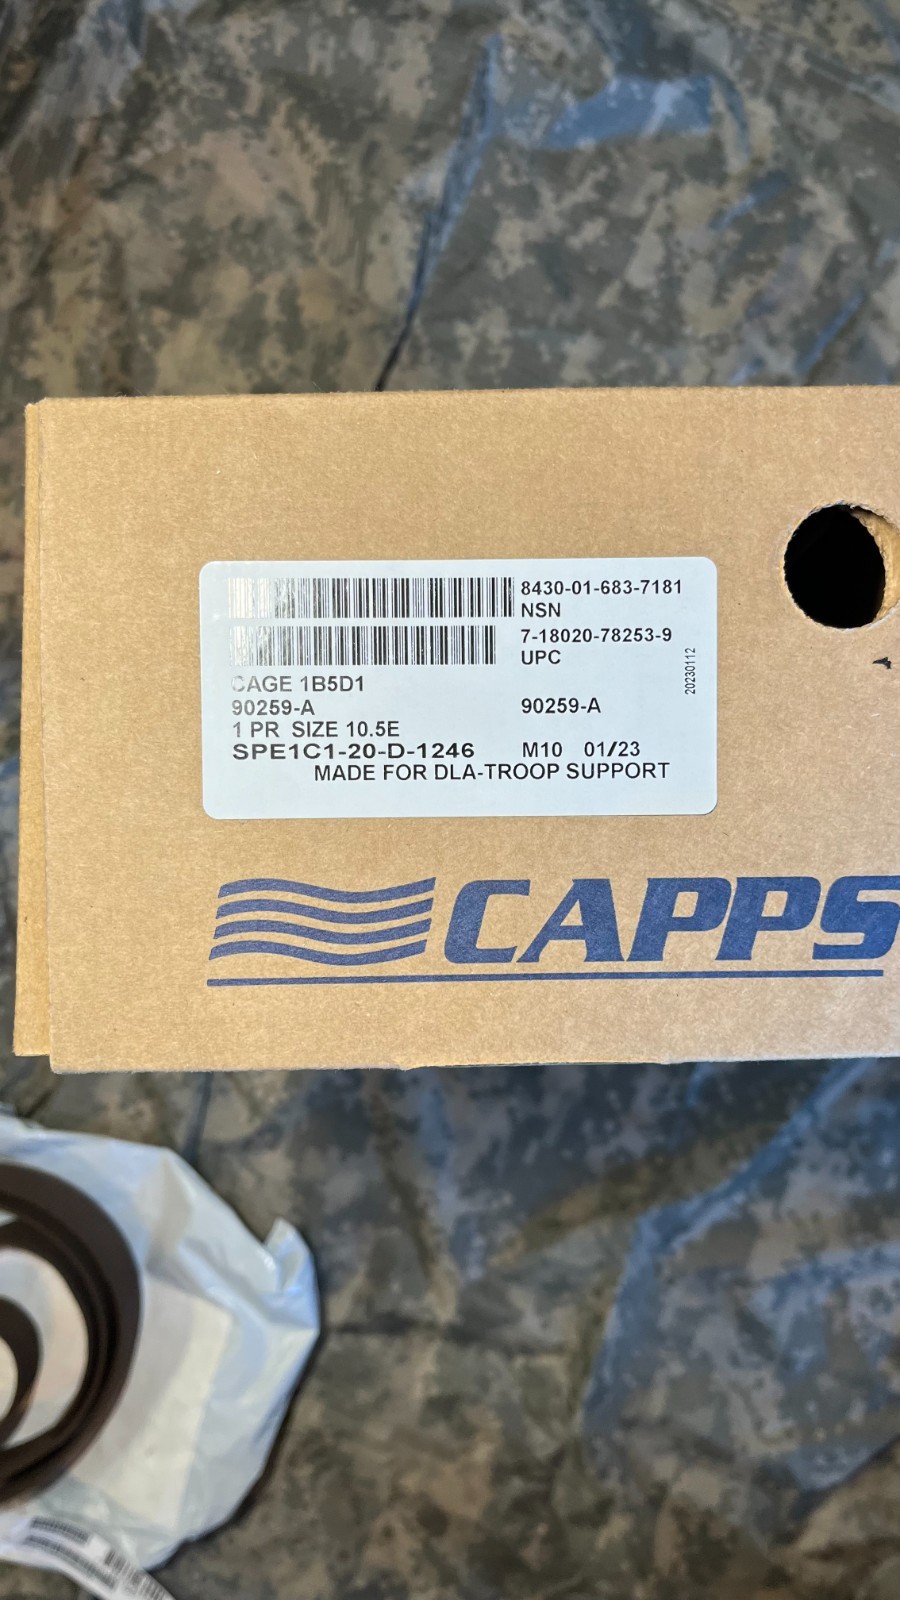 8430-01-683-7181
NSN
7-18020-78253-9
UPC
20230112
CAGE 1B5D1
90259-A 90259-A
1 PR SIZE 10.5E
SPE1C1-20-D-1246 M10 01/23
MADE FOR DLA-TROOP SUPPORT
CAPPS